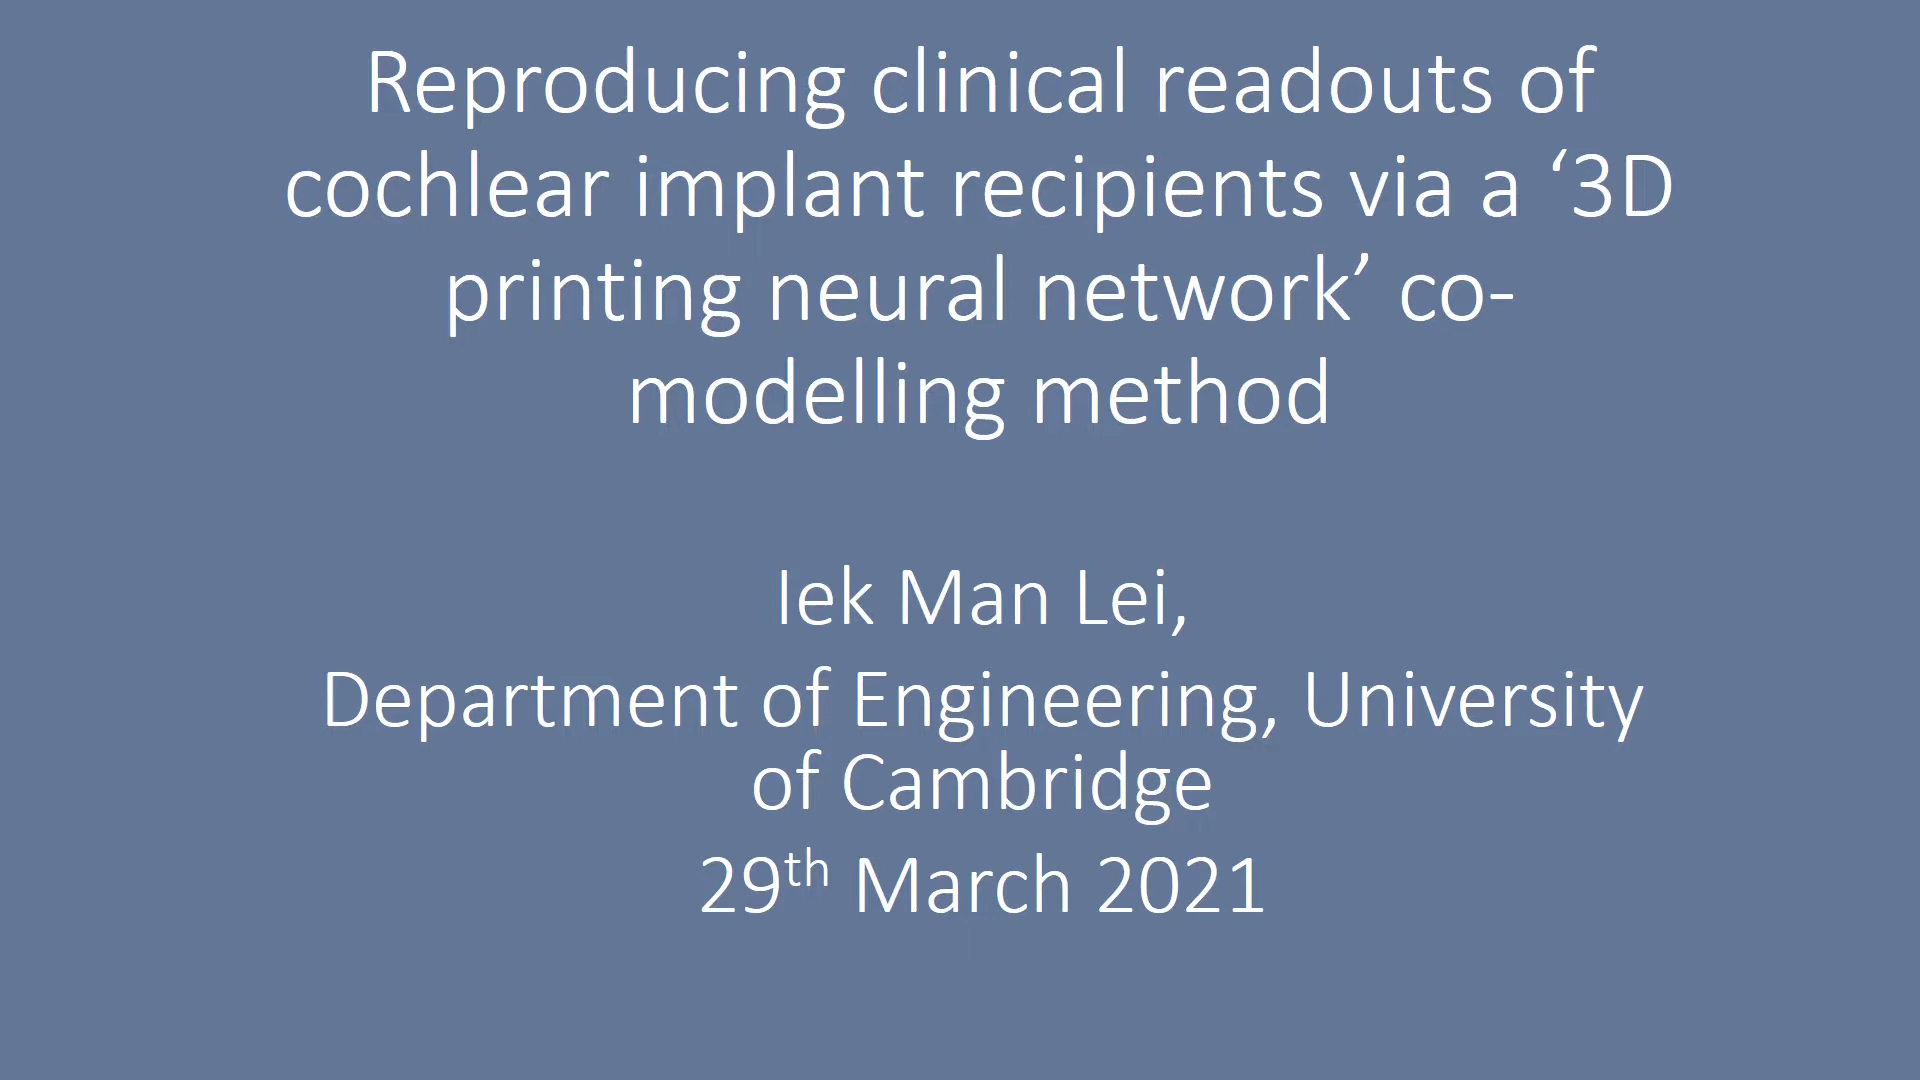 Reproducing clinical readouts of
cochlear implant recipients via a ‘3D
printing neural network’ co-
modelling method
Iek Man Lei,
Department of Engineering, University
of Cambridge
29th March 2021